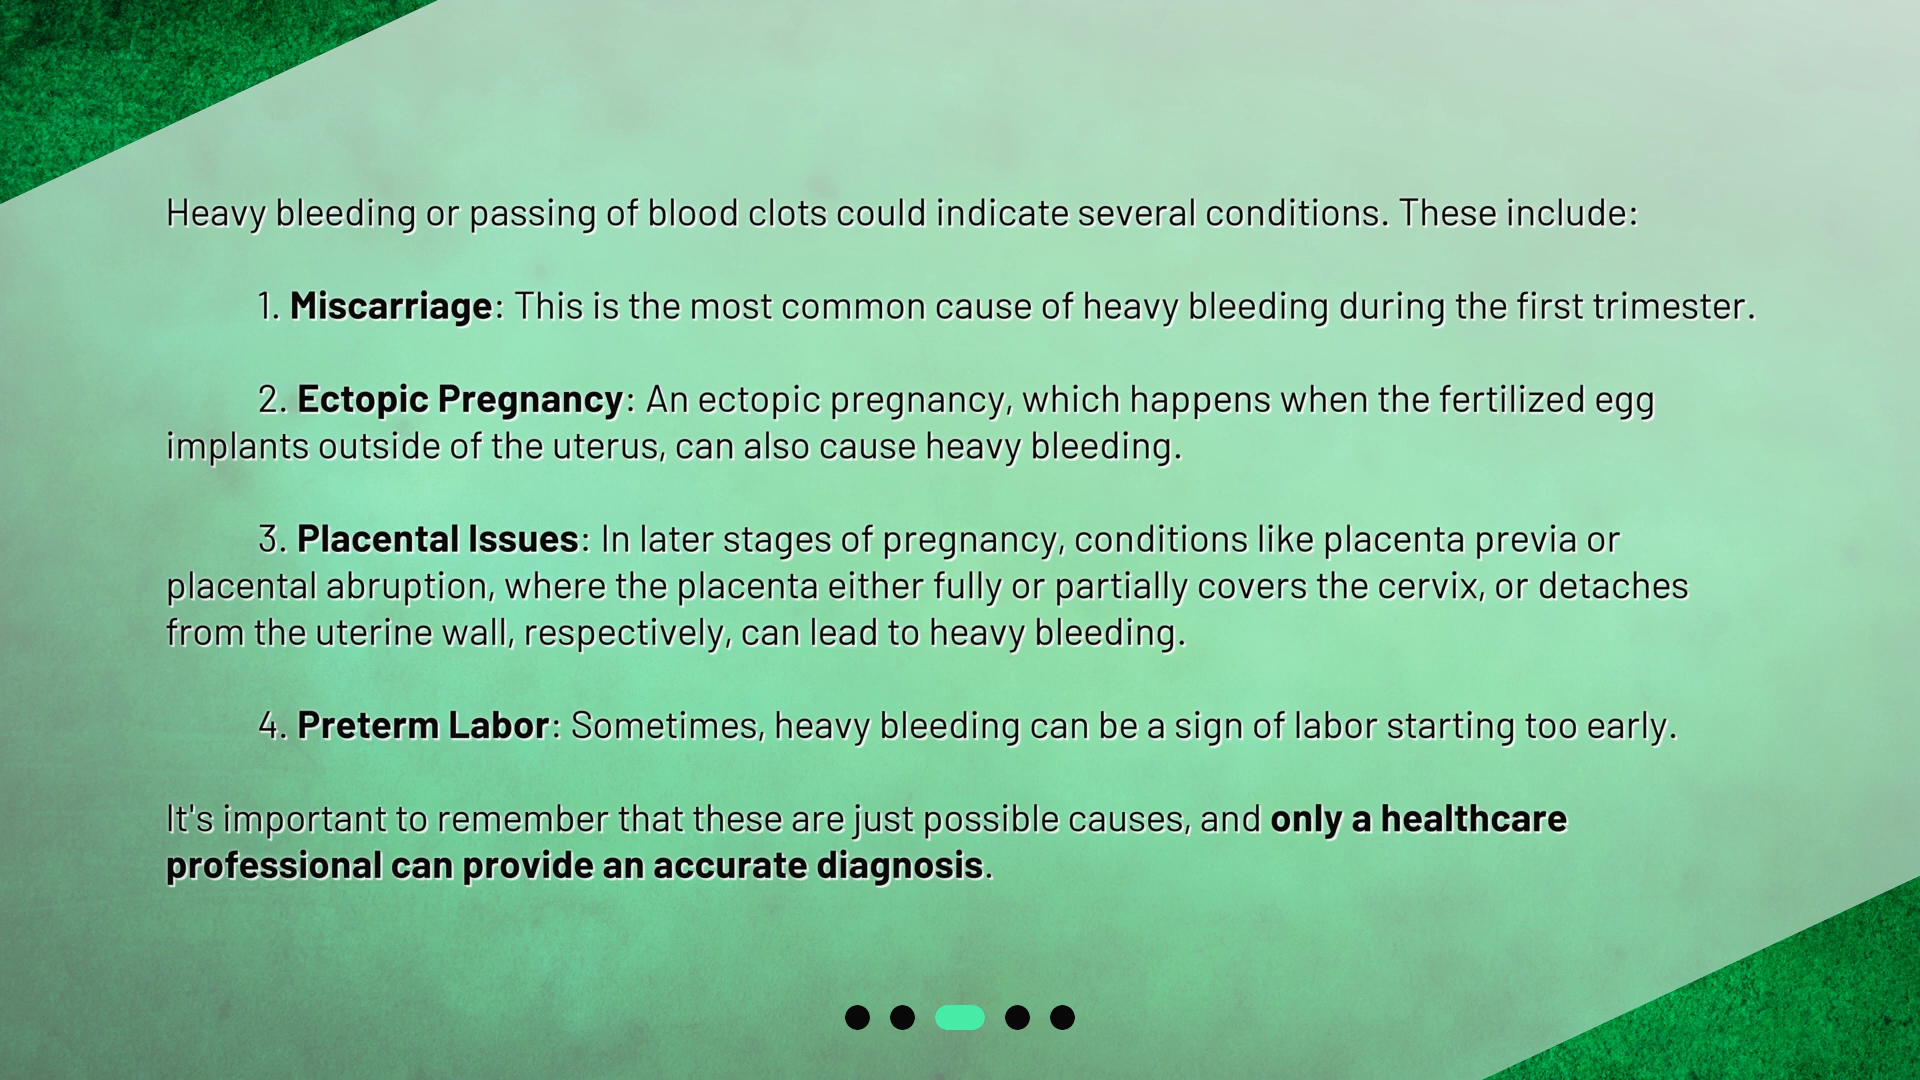 Heavy bleeding or passing of blood clots could indicate several conditions. These include:
1. Miscarriage: This is the most common cause of heavy bleeding during the first trimester.
2. Ectopic Pregnancy: An ectopic pregnancy, which happens when the fertilized egg
implants outside of the uterus, can also cause heavy bleeding.
3. Placental Issues: In later stages of pregnancy, conditions like placenta previa or
placental abruption, where the placenta either fully or partially covers the cervix, or detaches
from the uterine wall, respectively, can lead to heavy bleeding.
4. Preterm Labor: Sometimes, heavy bleeding can be a sign of labor starting too early.
It's important to remember that these are just possible causes, and only a healthcare
professional can provide an accurate diagnosis.